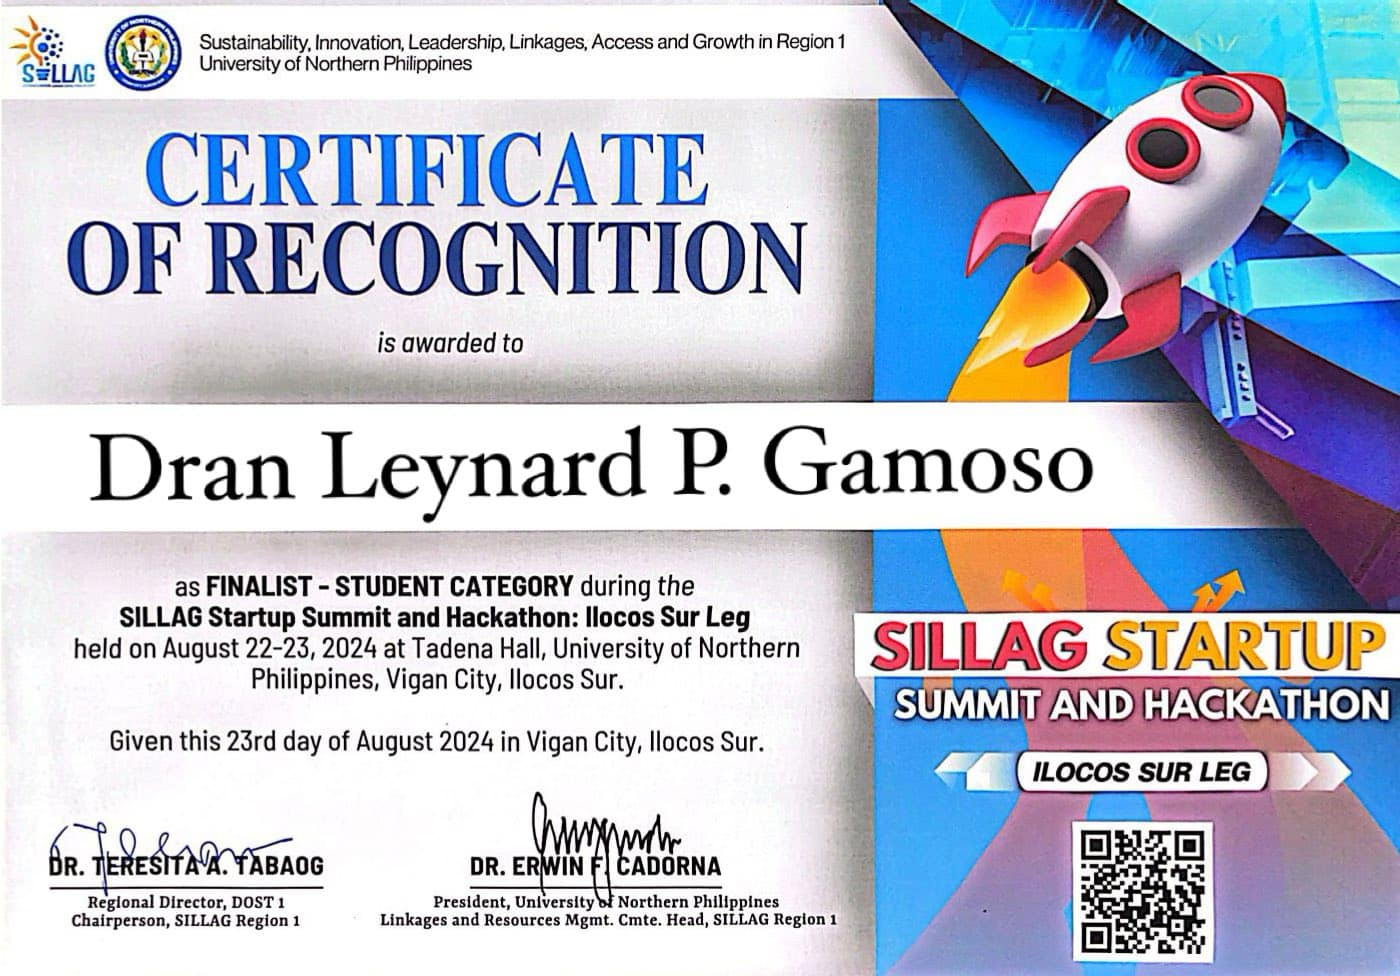 SILLAG
Sustainability, Innovation, Leadership, Linkages, Access and Growth in Region 1
University of Northern Philippines
CERTIFICATE
OF RECOGNITION
is awarded to
Dran Leynard P. Gamoso
as FINALIST - STUDENT CATEGORY during the
SILLAG Startup Summit and Hackathon: Ilocos Sur Leg
held on August 22-23, 2024 at Tadena Hall, University of Northern
Philippines, Vigan City, Ilocos Sur.
Given this 23rd day of August 2024 in Vigan City, Ilocos Sur.
DR. TERESITA A. TABAOG
Regional Director, DOST 1
Chairperson, SILLAG Region 1
DR. ERWIN F. CADORNA
President, University of Northern Philippines
Linkages and Resources Mgmt. Cmte. Head, SILLAG Region 1
SILLAG STARTUP
SUMMIT AND HACKATHON
ILOCOS SUR LEG